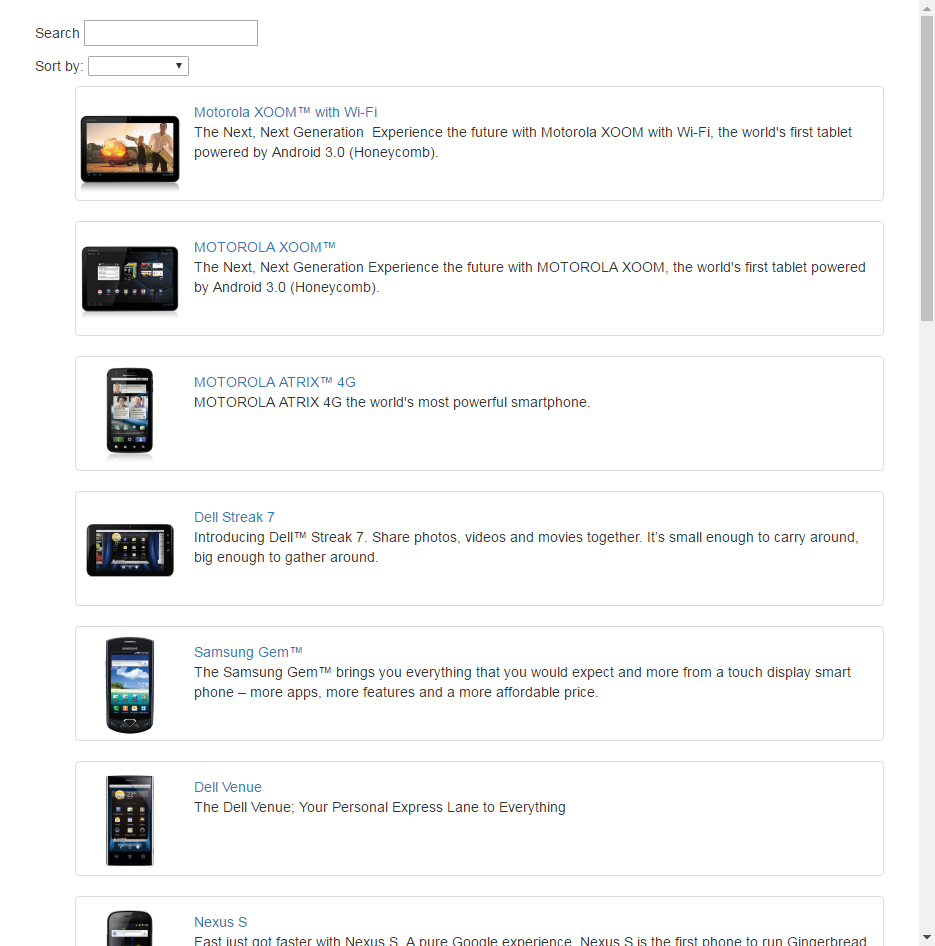 Search
Sort by:
Motorola XOOM™ with Wi-Fi
The Next, Next Generation  Experience the future with Motorola XOOM with Wi-Fi, the world's first tablet
powered by Android 3.0 (Honeycomb).
MOTOROLA XOOM™
The Next, Next Generation Experience the future with MOTOROLA XOOM, the world's first tablet powered
by Android 3.0 (Honeycomb).
MOTOROLA ATRIX™ 4G
MOTOROLA ATRIX 4G the world's most powerful smartphone.
Dell Streak 7
Introducing Dell™ Streak 7. Share photos, videos and movies together. It’s small enough to carry around,
big enough to gather around.
Samsung Gem™
The Samsung Gem™ brings you everything that you would expect and more from a touch display smart
phone – more apps, more features and a more affordable price.
Dell Venue
The Dell Venue; Your Personal Express Lane to Everything
Nexus S
Fast just got faster with Nexus S. A pure Google experience, Nexus S is the first phone to run Gingerbread